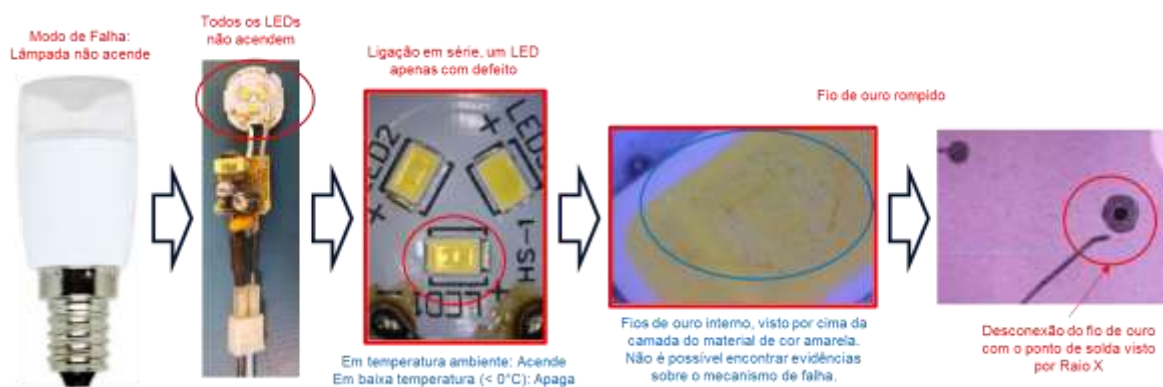 Modo de Falha:
Lâmpada não acende
Todos os LEDs
não acendem
Ligação em série, um LED
apenas com defeito
LED2
+
LED3
+
LED1
+
HS-1
Em temperatura ambiente: Acende
Em baixa temperatura (< 0°C): Apaga
Fio de ouro rompido
Fios de ouro interno, visto por cima da
camada do material de cor amarela.
Não é possível encontrar evidências
sobre o mecanismo de falha.
Desconexão do fio de ouro
com o ponto de solda visto
por Raio X